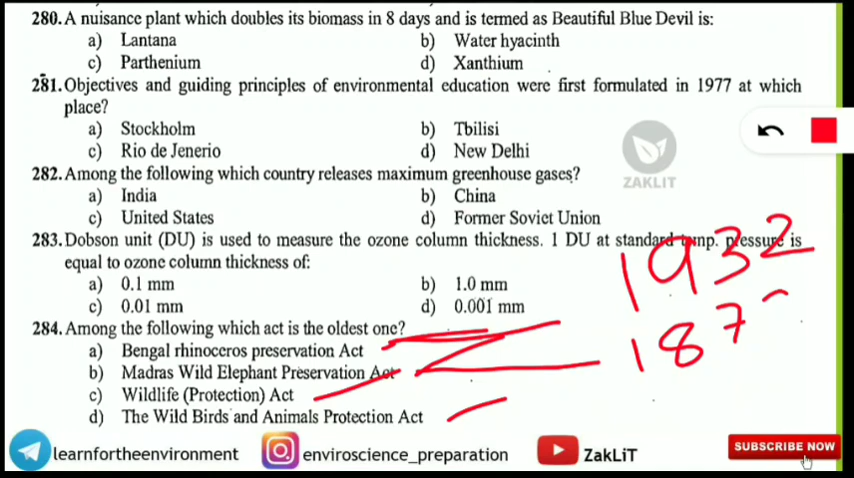 280. A nuisance plant which doubles its biomass in 8 days and is termed as Beautiful Blue Devil is:
a) Lantana b) Water hyacinth
c) Parthenium d) Xanthium
281. Objectives and guiding principles of environmental education were first formulated in 1977 at which
place?
a) Stockholm b) Tbilisi
c) Rio de Jenerio d) New Delhi
ZAKLIT
282. Among the following which country releases maximum greenhouse gases?
a) India b) China
c) United States d) Former Soviet Union
283. Dobson unit (DU) is used to measure the ozone column thickness. 1 DU at standard temp. pressure is
equal to ozone column thickness of:
a) 0.1 mm b) 1.0 mm
c) 0.01 mm d) 0.001 mm
1932
284. Among the following which act is the oldest one?
a) Bengal rhinoceros preservation Act
187
b) Madras Wild Elephant Preservation Act
c) Wildlife (Protection) Act
d) The Wild Birds and Animals Protection Act
learnfortheenvironment enviroscience_preparation ZakLiT SUBSCRIBE NOW